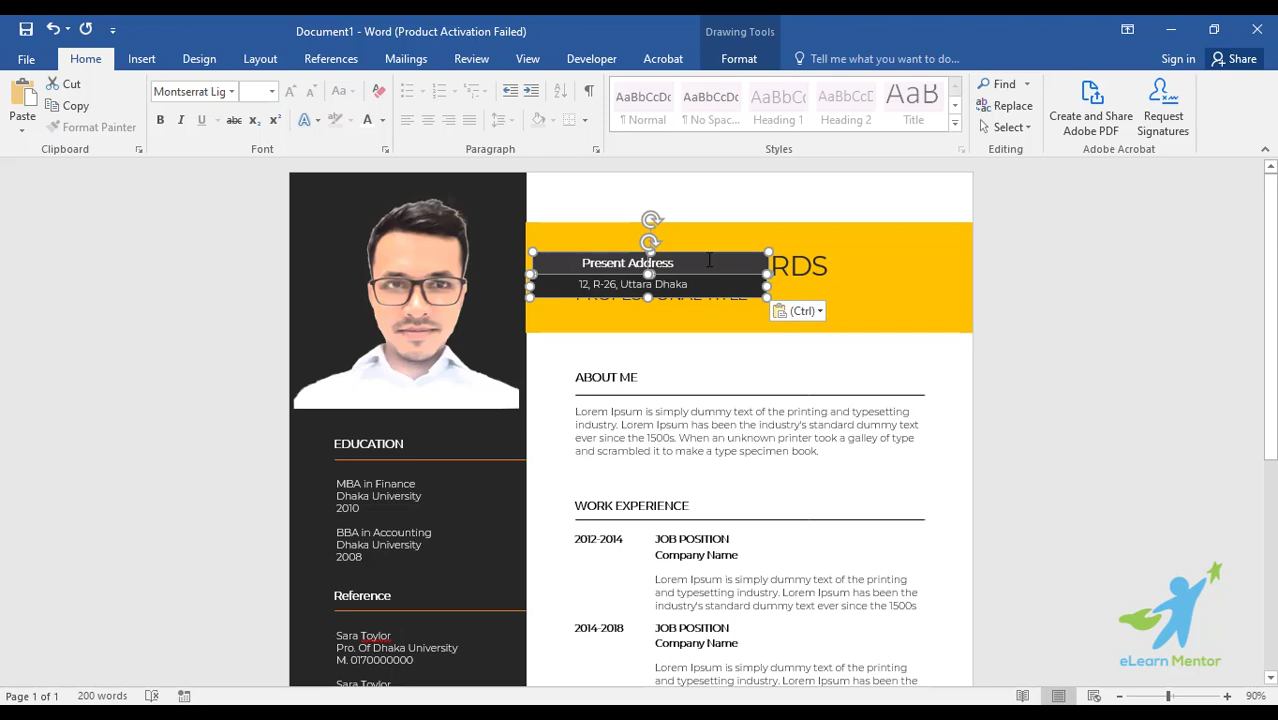 Document1 - Word (Product Activation Failed)
Drawing Tools
File
Home
Insert
Design
Layout
References
Mailings
Review
View
Developer
Acrobat
Format
Tell me what you want to do...
Sign in
Share
Paste
Cut
Copy
Format Painter
Clipboard
Montserrat Lig
Font
Paragraph
AaBbCcDc
¶ Normal
AaBbCcDc
¶ No Spac...
AaBbCc
Heading 1
AaBbCcD
Heading 2
AaB
Title
Styles
Find
Replace
Select
Editing
Create and Share
Adobe PDF
Request
Signatures
Adobe Acrobat
Present Address
12, R-26, Uttara Dhaka
RDS
PROFESSIONAL TITLE
(Ctrl)
ABOUT ME
Lorem Ipsum is simply dummy text of the printing and typesetting
industry. Lorem Ipsum has been the industry's standard dummy text
ever since the 1500s. When an unknown printer took a galley of type
and scrambled it to make a type specimen book.
EDUCATION
MBA in Finance
Dhaka University
2010
BBA in Accounting
Dhaka University
2008
Reference
Sara Toylor
Pro. Of Dhaka University
M. 0170000000
Sara Toylor
WORK EXPERIENCE
2012-2014
JOB POSITION
Company Name
Lorem Ipsum is simply dummy text of the printing
and typesetting industry. Lorem Ipsum has been the
industry's standard dummy text ever since the 1500s
2014-2018
JOB POSITION
Company Name
Lorem Ipsum is simply dummy text of the printing
and typesetting industry. Lorem Ipsum has been the
eLearn Mentor
Page 1 of 1
200 words
90%